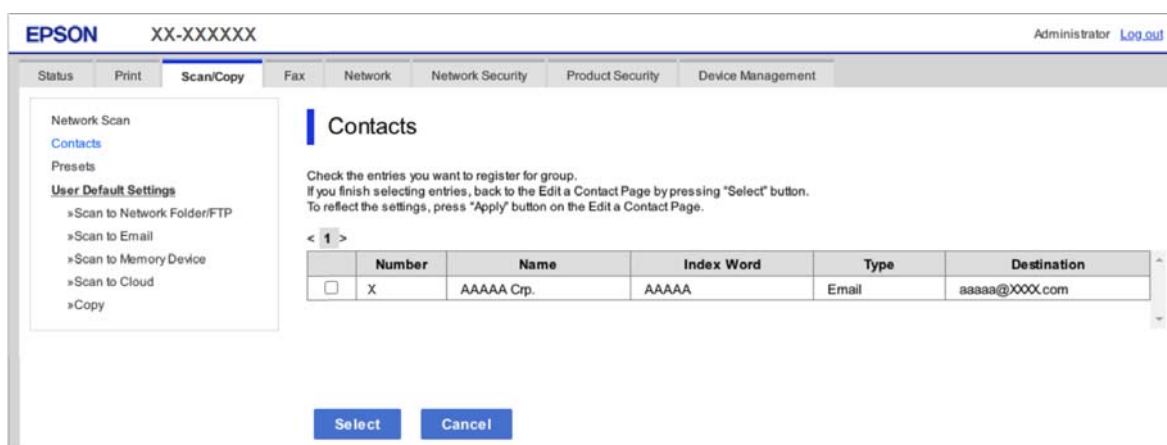 EPSON XX-XXXXXX Administrator Log out
Status Print Scan/Copy Fax Network Network Security Product Security Device Management
Network Scan
Contacts
Presets
User Default Settings
»Scan to Network Folder/FTP
»Scan to Email
»Scan to Memory Device
»Scan to Cloud
»Copy
Contacts
Check the entries you want to register for group.
If you finish selecting entries, back to the Edit a Contact Page by pressing "Select" button.
To reflect the settings, press "Apply" button on the Edit a Contact Page.
< 1 >
Number Name Index Word Type Destination
X AAAAA Crp. AAAAA Email aaaaa@XXXX.com
Select Cancel